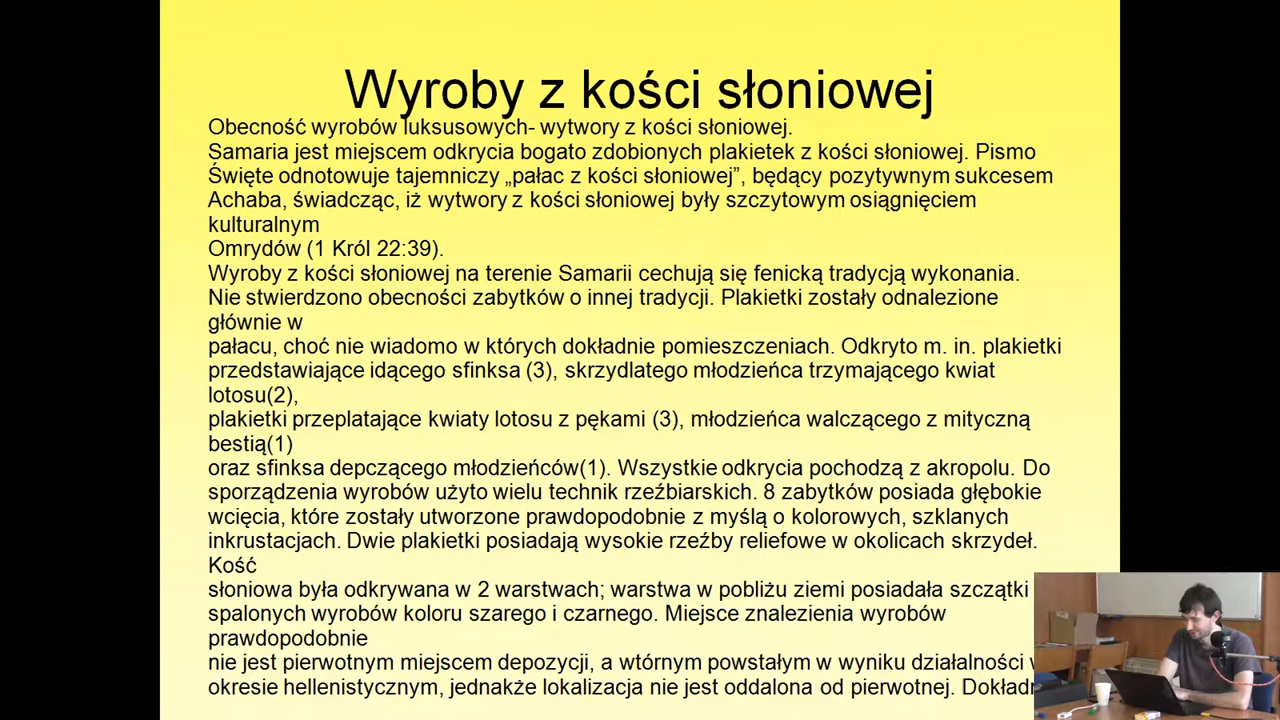 Wyroby z kości słoniowej
Obecność wyrobów luksusowych- wytwory z kości słoniowej.
Samaria jest miejscem odkrycia bogato zdobionych plakietek z kości słoniowej. Pismo
Święte odnotowuje tajemniczy „pałac z kości słoniowej”, będący pozytywnym sukcesem
Achaba, świadcząc, iż wytwory z kości słoniowej były szczytowym osiągnięciem
kulturalnym
Omrydów (1 Król 22:39).
Wyroby z kości słoniowej na terenie Samarii cechują się fenicką tradycją wykonania.
Nie stwierdzono obecności zabytków o innej tradycji. Plakietki zostały odnalezione
głównie w
pałacu, choć nie wiadomo w których dokładnie pomieszczeniach. Odkryto m. in. plakietki
przedstawiające idącego sfinksa (3), skrzydlatego młodzieńca trzymającego kwiat
lotosu(2),
plakietki przeplatające kwiaty lotosu z pękami (3), młodzieńca walczącego z mityczną
bestią(1)
oraz sfinksa depczącego młodzieńców(1). Wszystkie odkrycia pochodzą z akropolu. Do
sporządzenia wyrobów użyto wielu technik rzeźbiarskich. 8 zabytków posiada głębokie
wcięcia, które zostały utworzone prawdopodobnie z myślą o kolorowych, szklanych
inkrustacjach. Dwie plakietki posiadają wysokie rzeźby reliefowe w okolicach skrzydeł.
Kość
słoniowa była odkrywana w 2 warstwach; warstwa w pobliżu ziemi posiadała szczątki
spalonych wyrobów koloru szarego i czarnego. Miejsce znalezienia wyrobów
prawdopodobnie
nie jest pierwotnym miejscem depozycji, a wtórnym powstałym w wyniku działalności
okresie hellenistycznym, jednakże lokalizacja nie jest oddalona od pierwotnej.